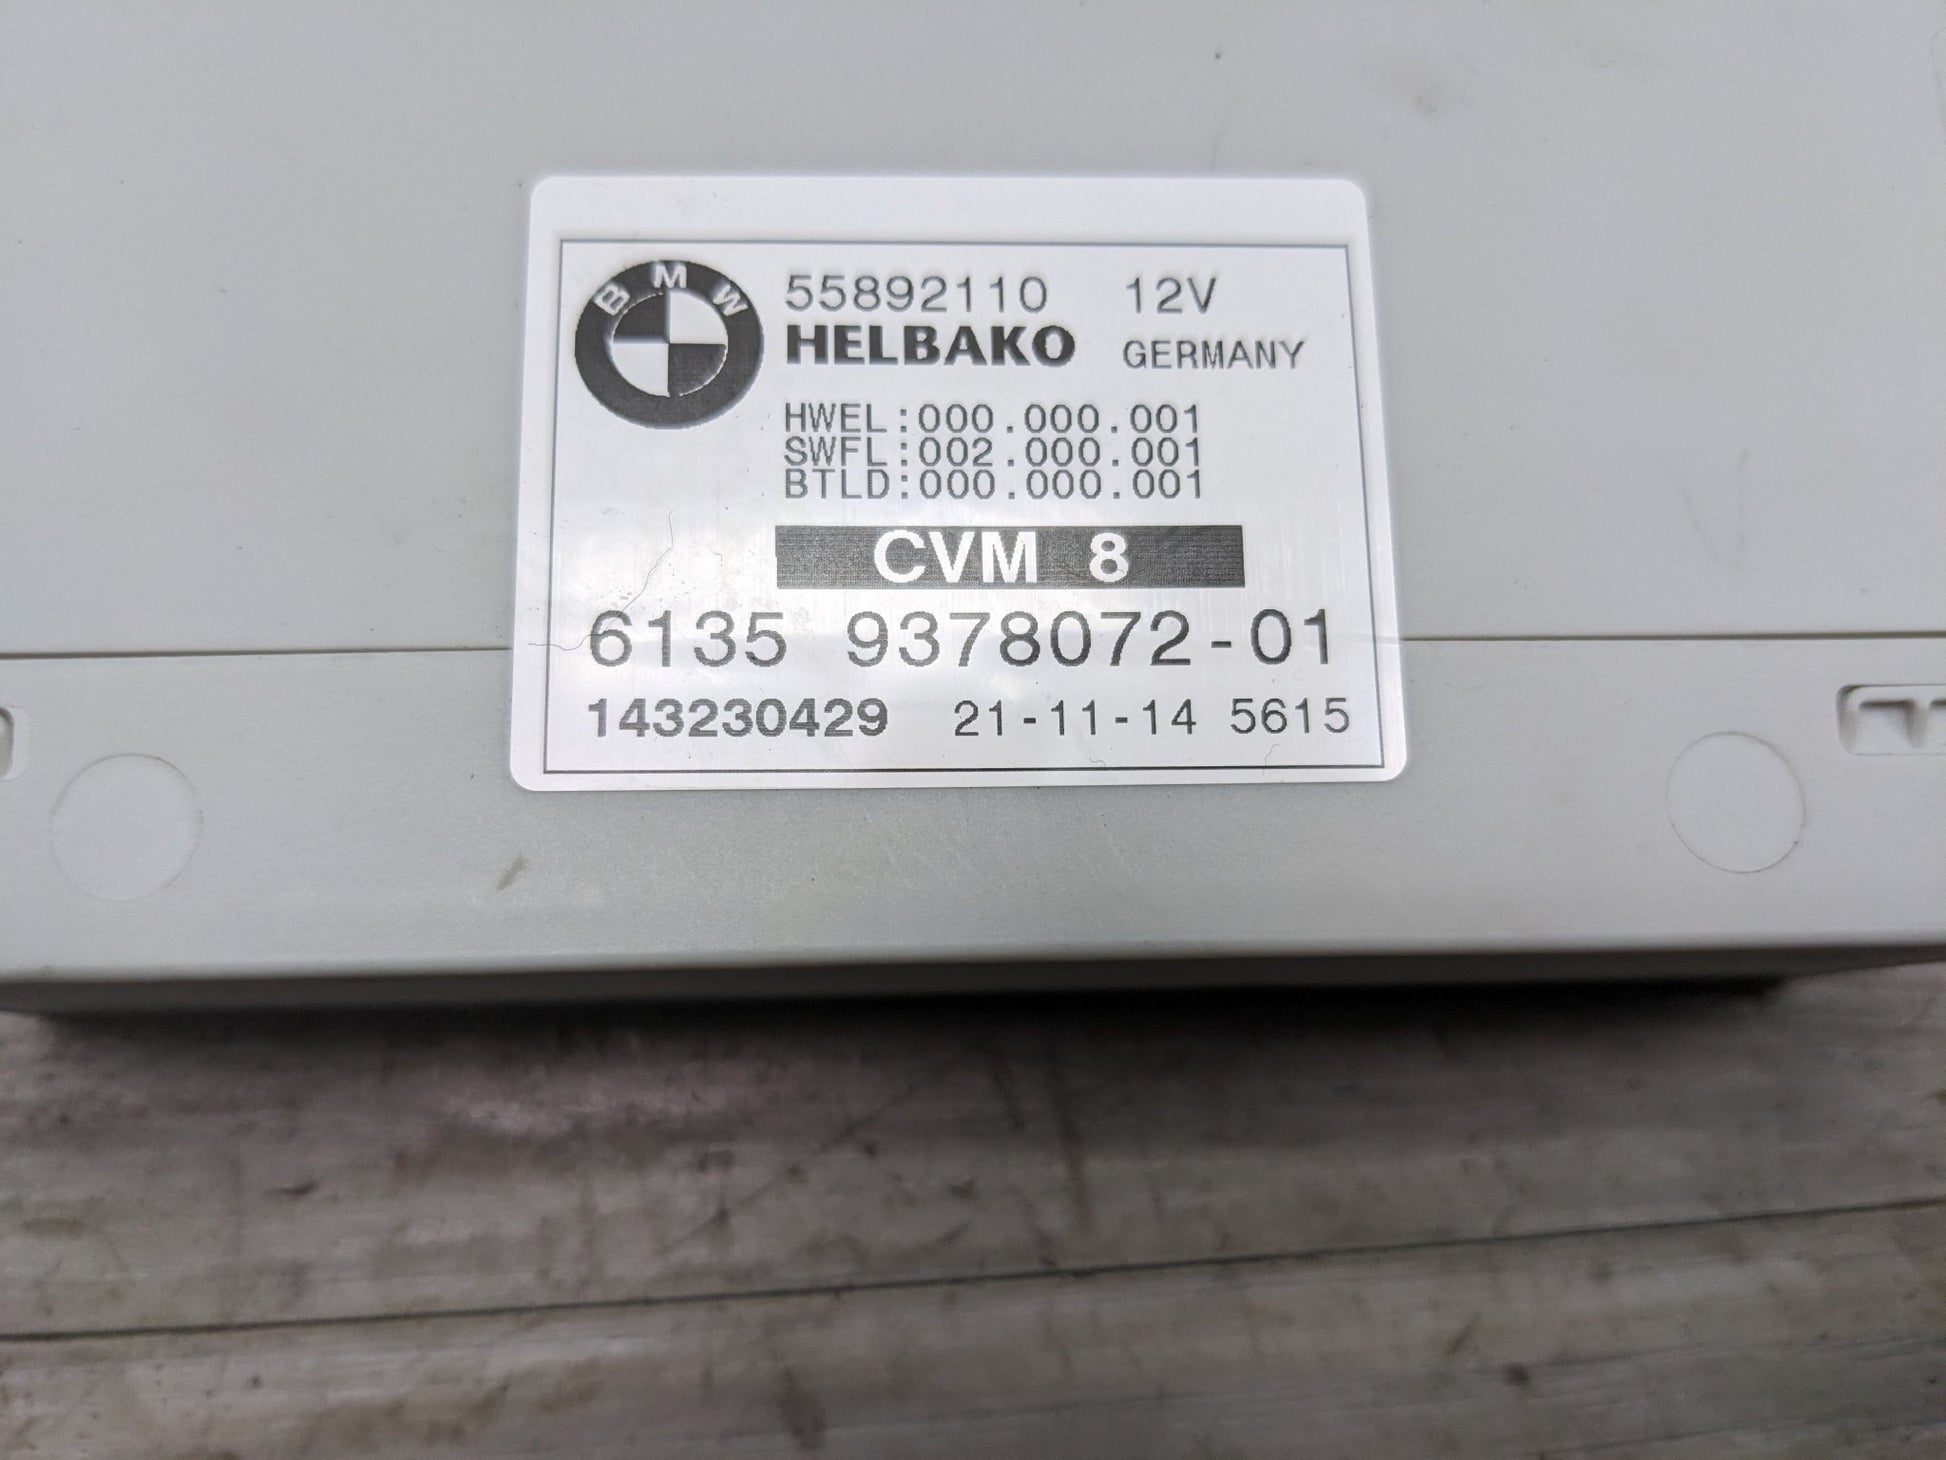 BMW
55892110 12V
HELBAKO GERMANY
HWEL:000.000.001
SWFL:002.000.001
BTLD:000.000.001
CVM 8
6135 9378072-01
143230429 21-11-14 5615